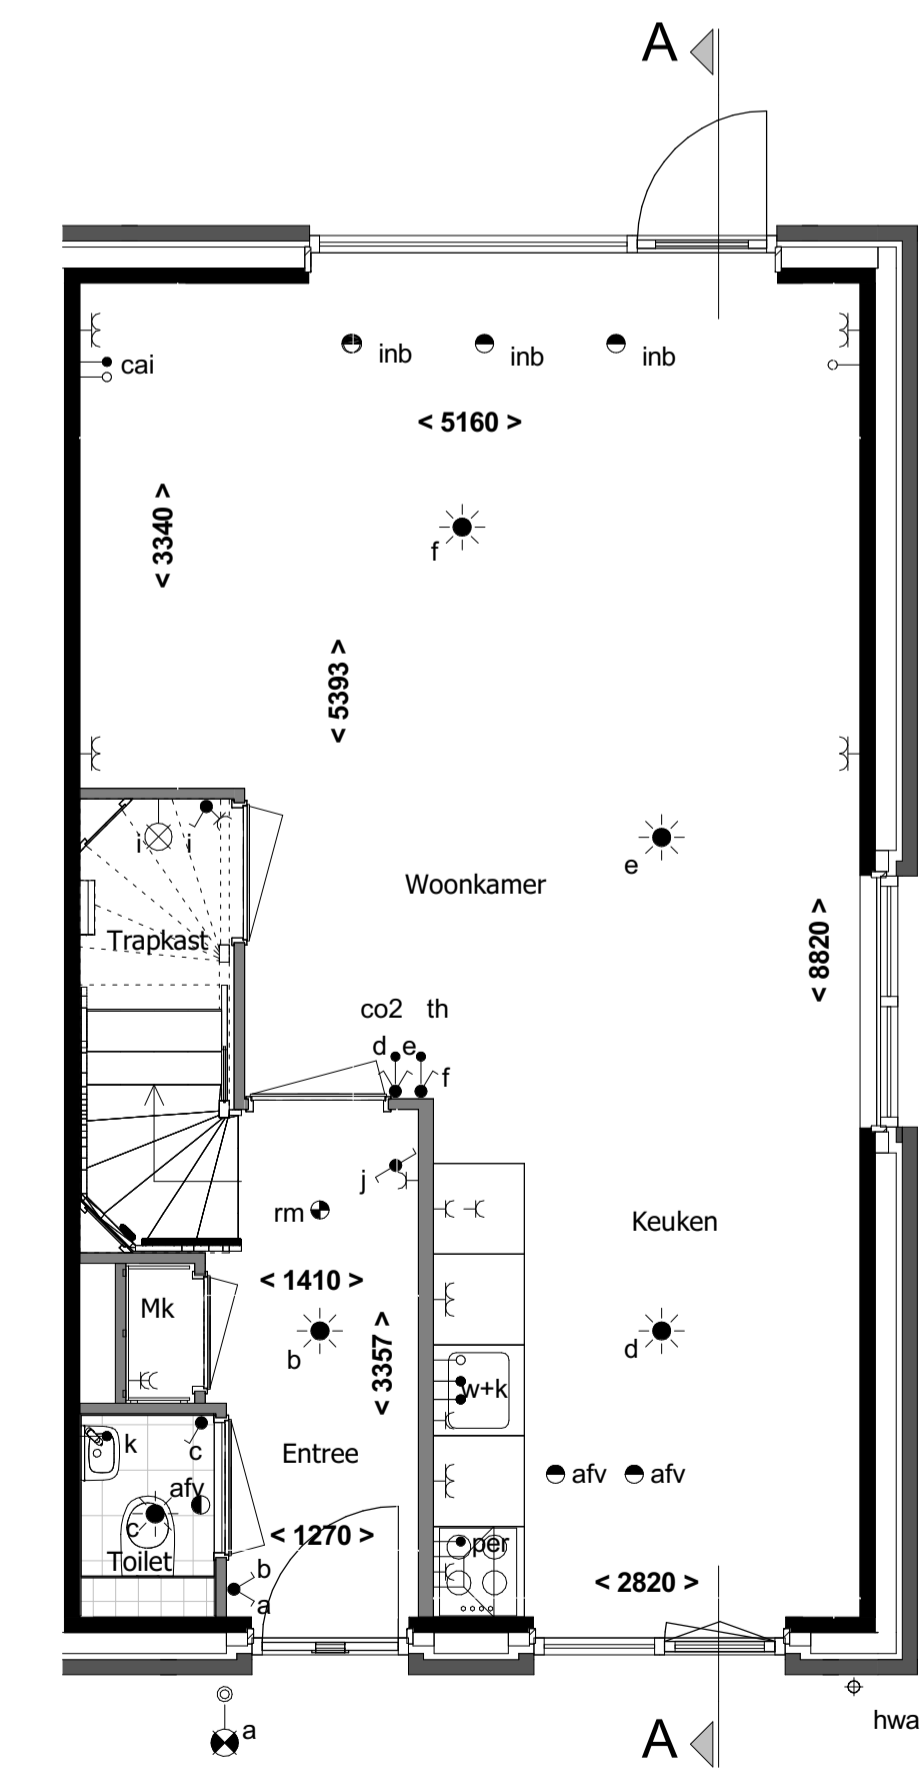 A
cai
inb
inb
inb
< 5160 >
< 3340 >
f
< 5393 >
i
i
e
Woonkamer
Trapkast
< 8820 >
co2 th
d e
f
j
rm
Keuken
< 1410 >
Mk
b
< 3357 >
d
w+k
k
c
Entree
afv
afv
afv
c
Toilet
< 1270 >
per
b
a
< 2820 >
a
hwa
A